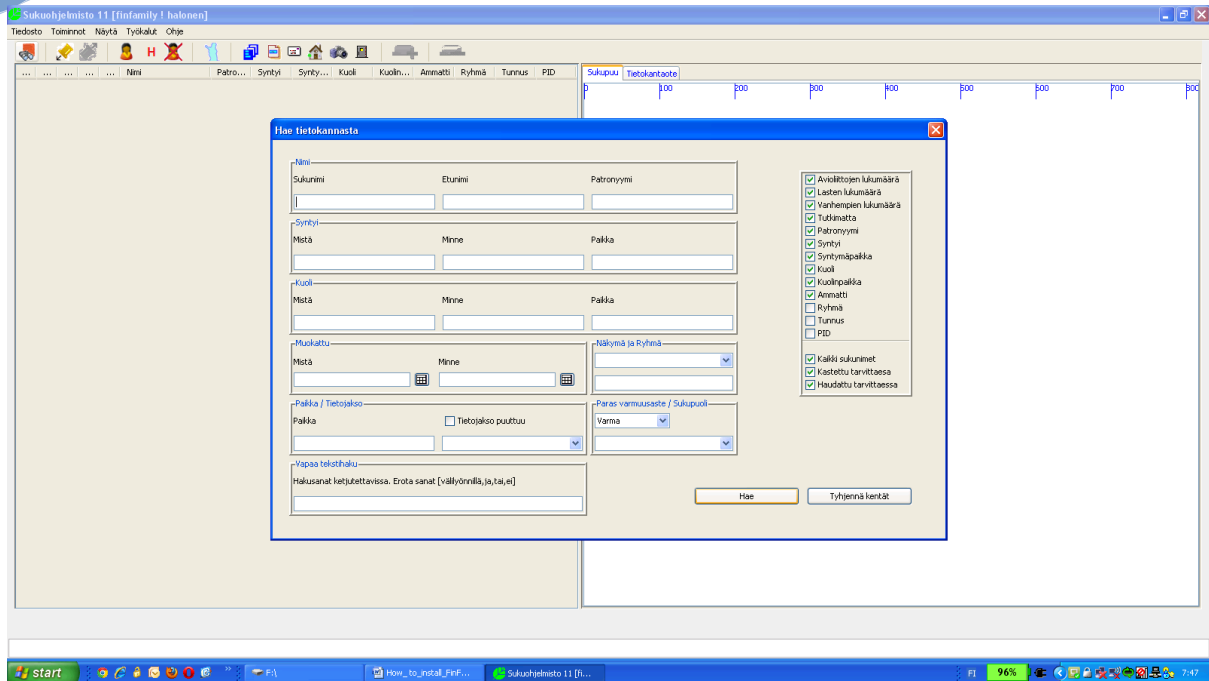 Sukuohjelmisto 11 [finfamily ! halonen]
Tiedosto Toiminnot Näytä Työkalut Ohje
H
... ... ... ... ... Nimi Patro... Syntyi Synty... Kuoli Kuolin... Ammatti Ryhmä Tunnus PID
Sukupuu Tietokantaote
0 100 200 300 400 500 600 700 800
Hae tietokannasta
Nimi
Sukunimi Etunimi Patronyymi
Syntyi
Mistä Minne Paikka
Kuoli
Mistä Minne Paikka
Muokattu
Mistä Minne
Näkymä ja Ryhmä
Paikka / Tietojakso
Paikka Tietojakso puuttuu
Paras varmuusaste / Sukupuoli
Varma
Vapaa tekstihaku
Hakusanat ketjutettavissa. Erota sanat [välilyönnillä,ja,tai,ei]
Avioliittojen lukumäärä
Lasten lukumäärä
Vanhempien lukumäärä
Tutkimatta
Patronyymi
Syntyi
Syntymäpaikka
Kuoli
Kuolinpaikka
Ammatti
Ryhmä
Tunnus
PID
Kaikki sukunimet
Kastettu tarvittaesa
Haudattu tarvittaessa
Hae Tyhjennä kentät
start F:\ How_to_install_FinF... Sukuohjelmisto 11 [fi... FI 96% 7:47